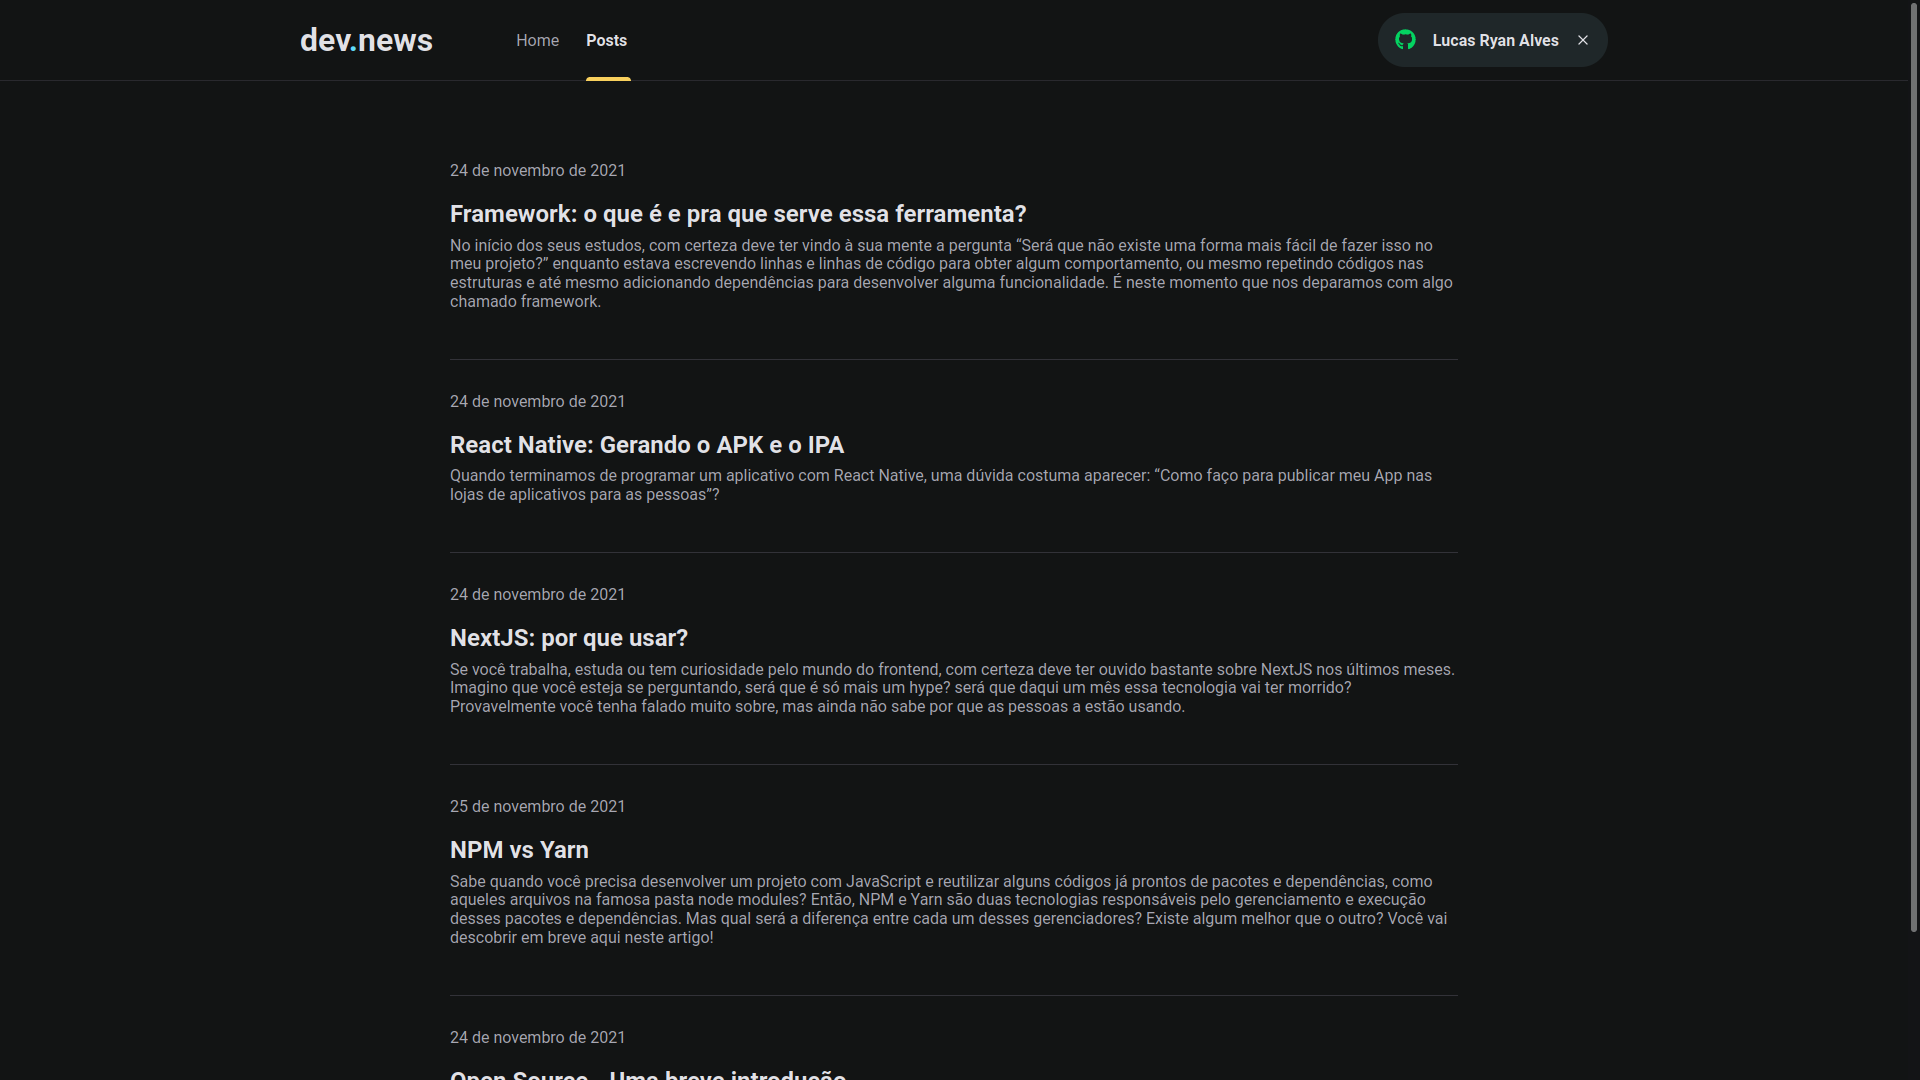 dev.news
Home
Posts
Lucas Ryan Alves
24 de novembro de 2021
Framework: o que é e pra que serve essa ferramenta?
No início dos seus estudos, com certeza deve ter vindo à sua mente a pergunta “Será que não existe uma forma mais fácil de fazer isso no
meu projeto?” enquanto estava escrevendo linhas e linhas de código para obter algum comportamento, ou mesmo repetindo códigos nas
estruturas e até mesmo adicionando dependências para desenvolver alguma funcionalidade. É neste momento que nos deparamos com algo
chamado framework.
24 de novembro de 2021
React Native: Gerando o APK e o IPA
Quando terminamos de programar um aplicativo com React Native, uma dúvida costuma aparecer: “Como faço para publicar meu App nas
lojas de aplicativos para as pessoas”?
24 de novembro de 2021
NextJS: por que usar?
Se você trabalha, estuda ou tem curiosidade pelo mundo do frontend, com certeza deve ter ouvido bastante sobre NextJS nos últimos meses.
Imagino que você esteja se perguntando, será que é só mais um hype? será que daqui um mês essa tecnologia vai ter morrido?
Provavelmente você tenha falado muito sobre, mas ainda não sabe por que as pessoas a estão usando.
25 de novembro de 2021
NPM vs Yarn
Sabe quando você precisa desenvolver um projeto com JavaScript e reutilizar alguns códigos já prontos de pacotes e dependências, como
aqueles arquivos na famosa pasta node modules? Então, NPM e Yarn são duas tecnologias responsáveis pelo gerenciamento e execução
desses pacotes e dependências. Mas qual será a diferença entre cada um desses gerenciadores? Existe algum melhor que o outro? Você vai
descobrir em breve aqui neste artigo!
24 de novembro de 2021
Open Source - Uma breve introdução